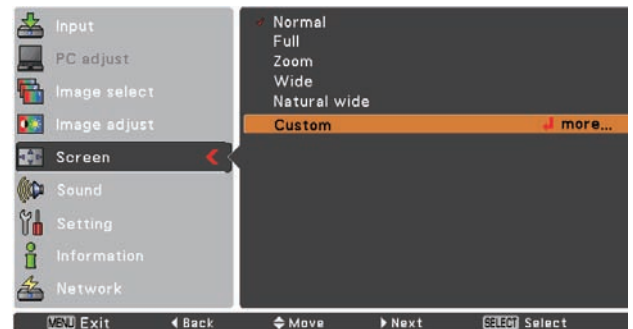 Input
PC adjust
Image select
Image adjust
Screen
Sound
Setting
Information
Network
Normal
Full
Zoom
Wide
Natural wide
Custom more...
MENU Exit Back Move Next SELECT Select